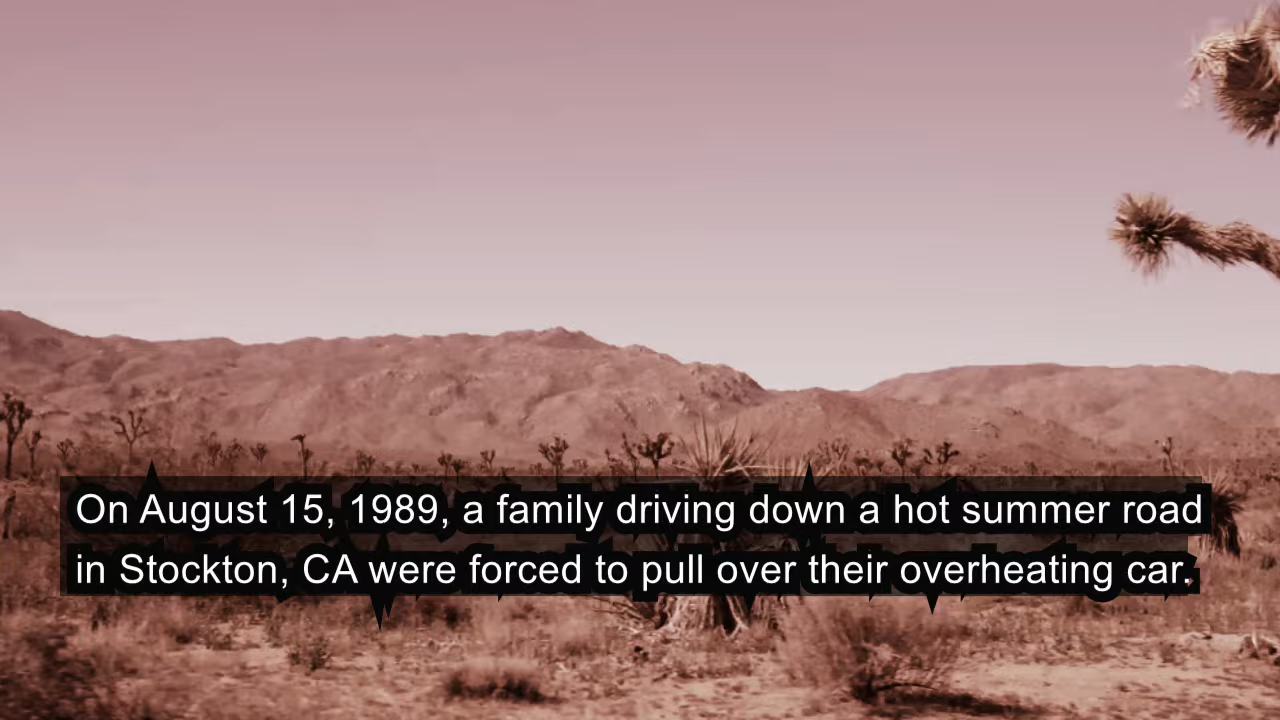 On August 15, 1989, a family driving down a hot summer road
in Stockton, CA were forced to pull over their overheating car.